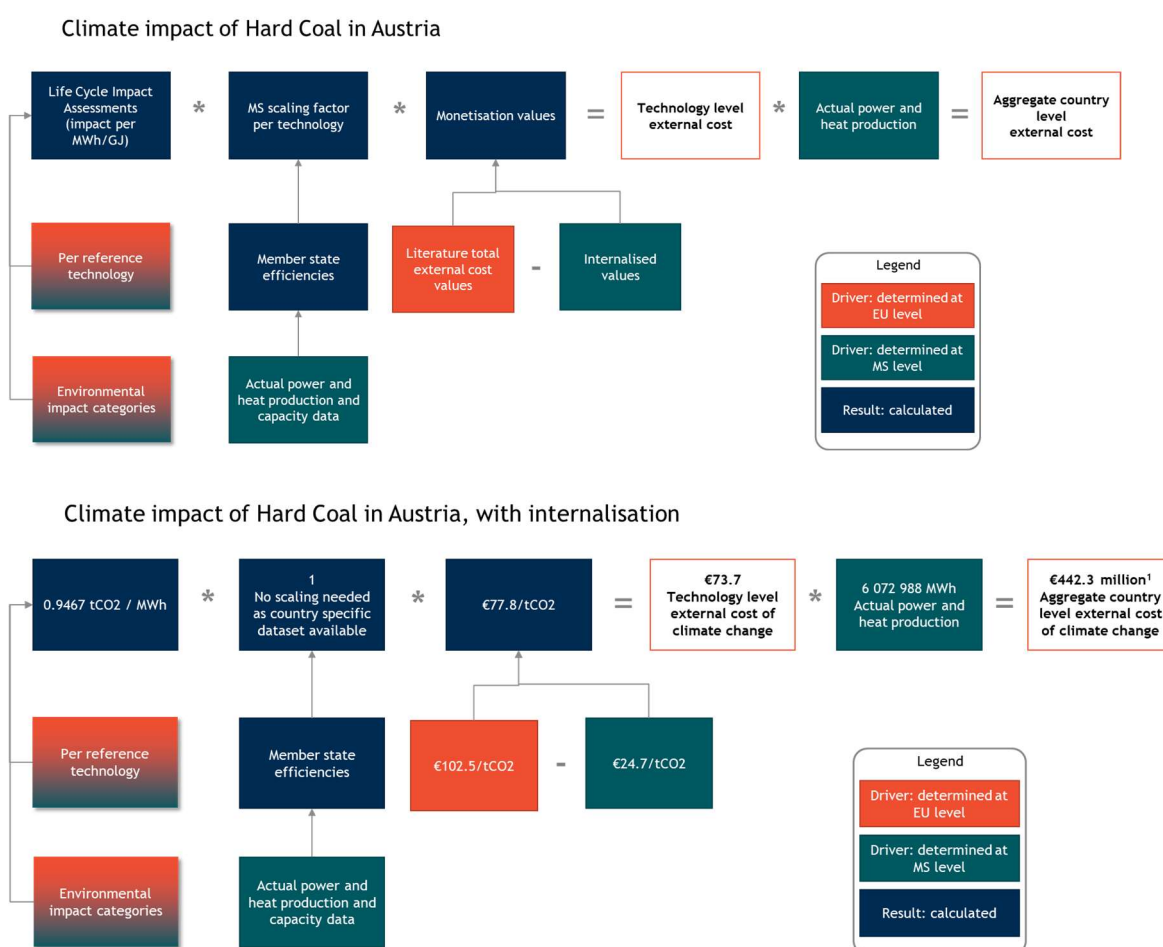 Climate impact of Hard Coal in Austria
Life Cycle Impact
Assessments
(impact per
MWh/GJ)
*
MS scaling factor
per technology
*
Monetisation values
=
Technology level
external cost
*
Actual power and
heat production
=
Aggregate country
level
external cost
Per reference
technology
Member state
efficiencies
Literature total
external cost
values
-
Internalised
values
Environmental
impact categories
Actual power and
heat production and
capacity data
Legend
Driver: determined at
EU level
Driver: determined at
MS level
Result: calculated
Climate impact of Hard Coal in Austria, with internalisation
0.9467 tCO2 / MWh
*
1
No scaling needed
as country specific
dataset available
*
€77.8/tCO2
=
€73.7
Technology level
external cost of
climate change
*
6 072 988 MWh
Actual power and
heat production
=
€442.3 million¹
Aggregate country
level external cost
of climate change
Per reference
technology
Member state
efficiencies
€102.5/tCO2
-
€24.7/tCO2
Environmental
impact categories
Actual power and
heat production and
capacity data
Legend
Driver: determined at
EU level
Driver: determined at
MS level
Result: calculated